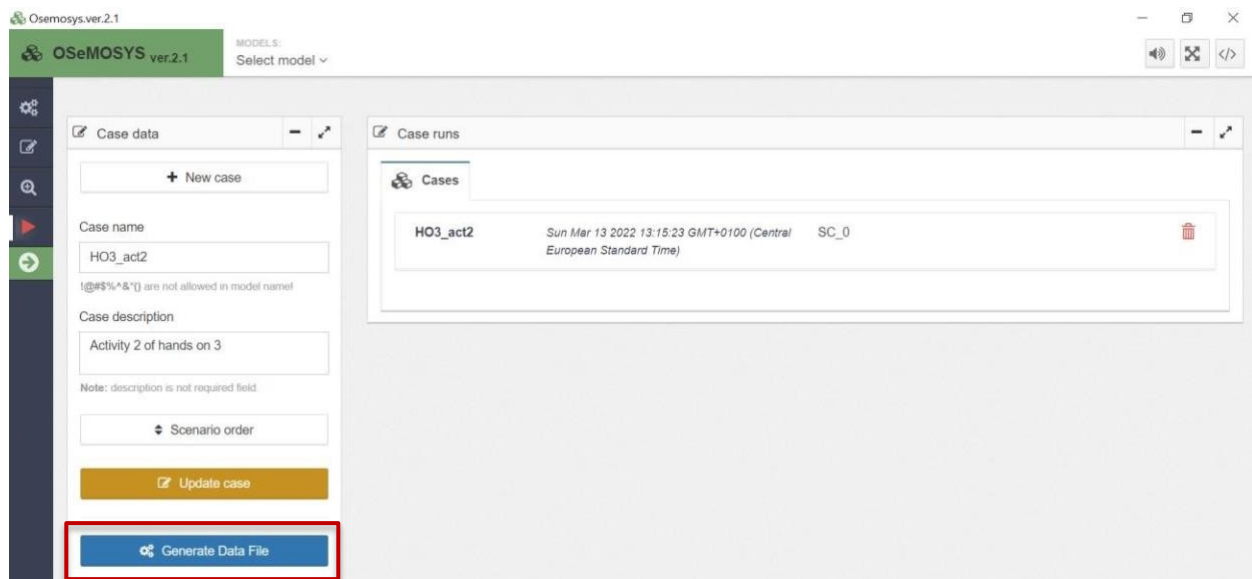 Osemosys.ver.2.1
OSeMOSYS ver.2.1
MODELS:
Select model
Case data
New case
Case name
HO3_act2
!@#$%^&*() are not allowed in model name!
Case description
Activity 2 of hands on 3
Note: description is not required field.
Scenario order
Update case
Generate Data File
Case runs
Cases
HO3_act2
Sun Mar 13 2022 13:15:23 GMT+0100 (Central
European Standard Time)
SC_0